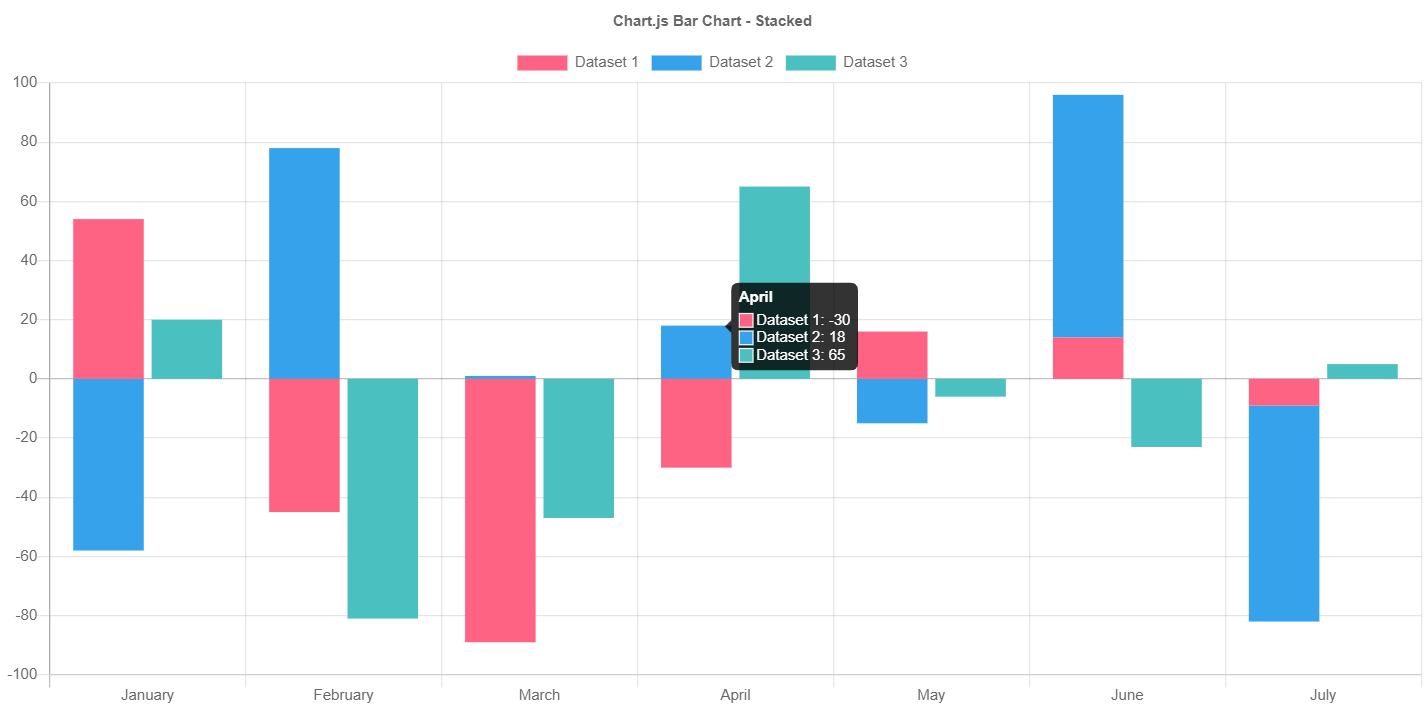 Chart.js Bar Chart - Stacked
Dataset 1 Dataset 2 Dataset 3
100
80
60
40
20
0
-20
-40
-60
-80
-100
April
Dataset 1: -30
Dataset 2: 18
Dataset 3: 65
January February March April May June July